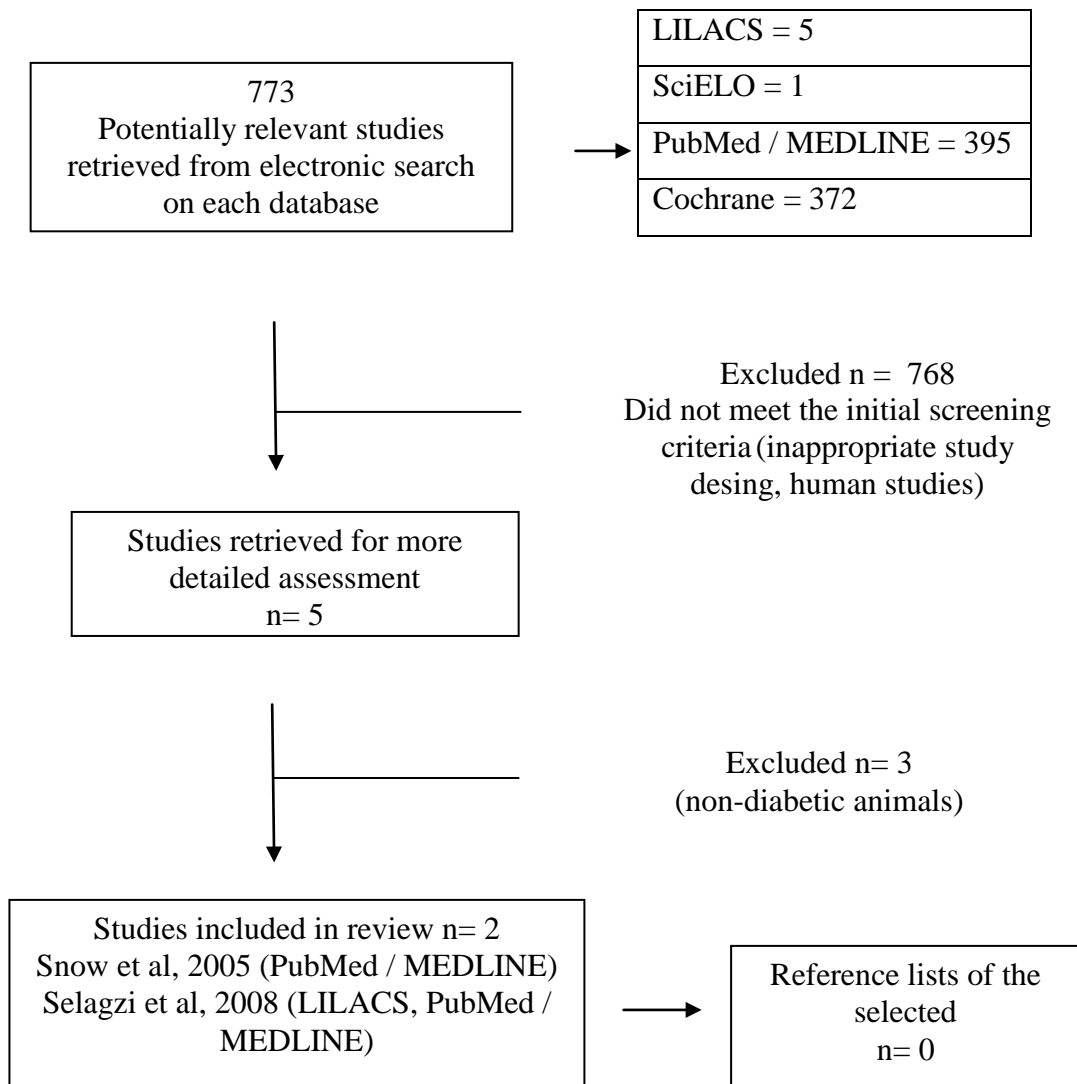 773
Potentially relevant studies
retrieved from electronic search
on each database
LILACS = 5
SciELO = 1
PubMed / MEDLINE = 395
Cochrane = 372
Excluded n = 768
Did not meet the initial screening
criteria (inappropriate study
desing, human studies)
Studies retrieved for more
detailed assessment
n= 5
Excluded n= 3
(non-diabetic animals)
Studies included in review n= 2
Snow et al, 2005 (PubMed / MEDLINE)
Selagzi et al, 2008 (LILACS, PubMed /
MEDLINE)
Reference lists of the
selected
n= 0